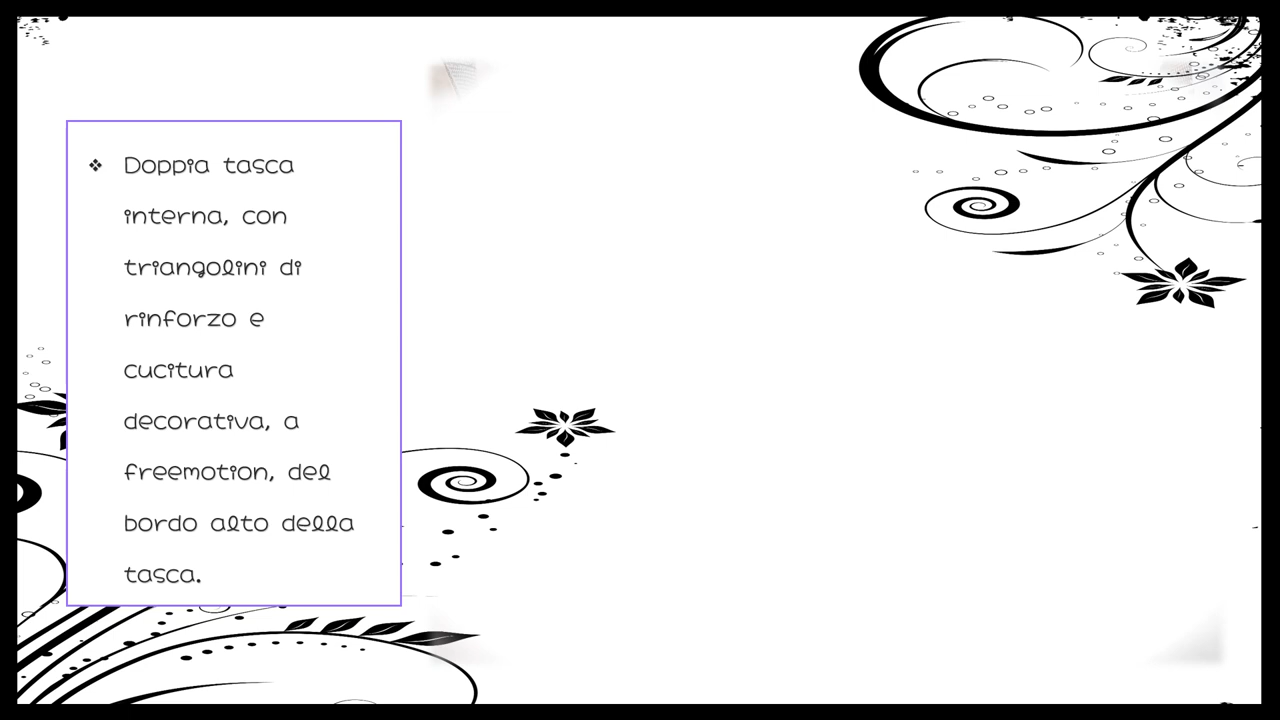 ❖ Doppia tasca
interna, con
triangolini di
rinforzo e
cucitura
decorativa, a
freemotion, del
bordo alto della
tasca.